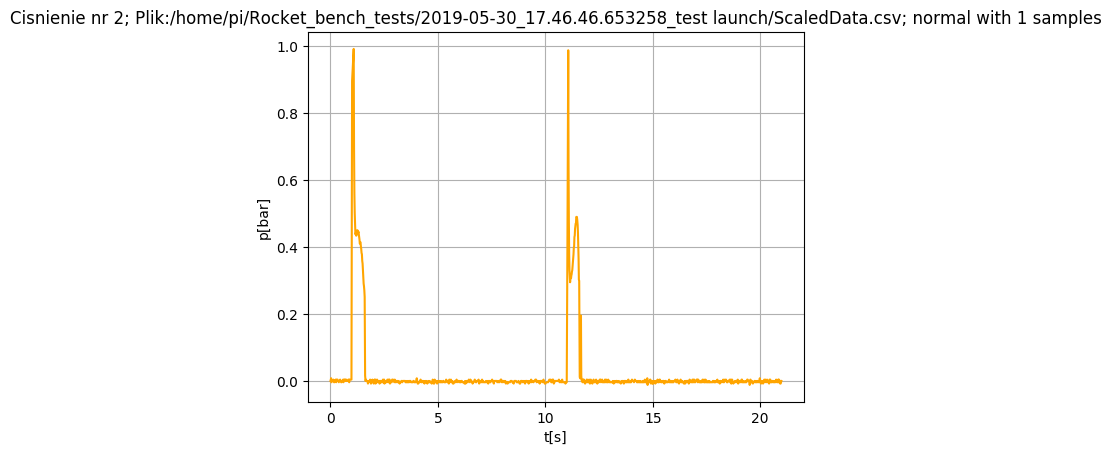 Cisnienie nr 2; Plik:/home/pi/Rocket_bench_tests/2019-05-30_17.46.46.653258_test launch/ScaledData.csv; normal with 1 samples
1.0
0.8
0.6
0.4
0.2
0.0
p[bar]
0 5 10 15 20
t[s]